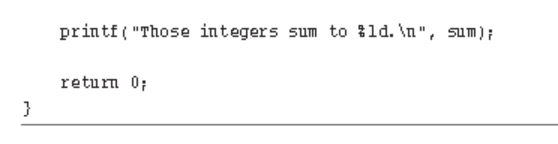 printf("Those integers sum to %ld.\n", sum);
return 0;
}